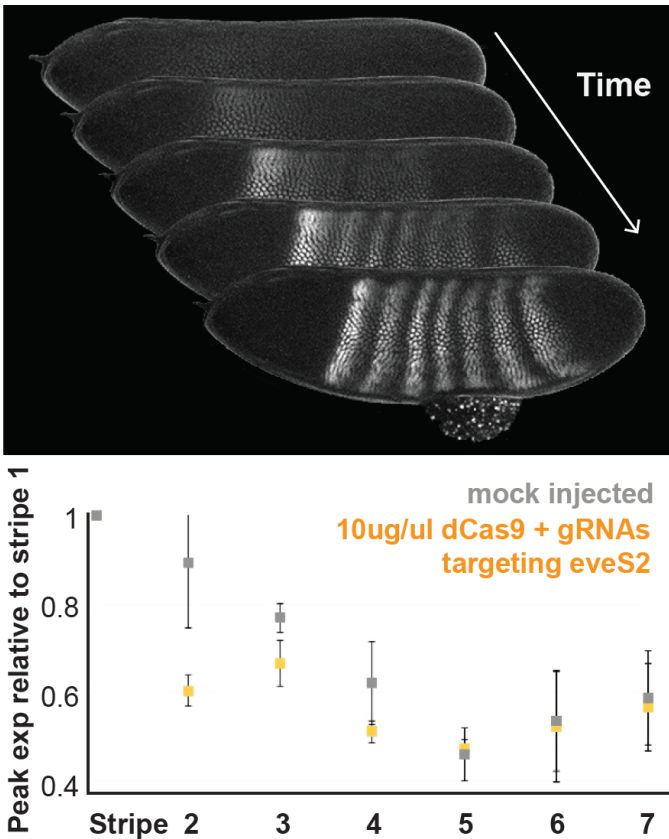 Time
mock injected
10ug/ul dCas9 + gRNAs
targeting eveS2
Peak exp relative to stripe 1
1
0.8
0.6
0.4
Stripe 2 3 4 5 6 7